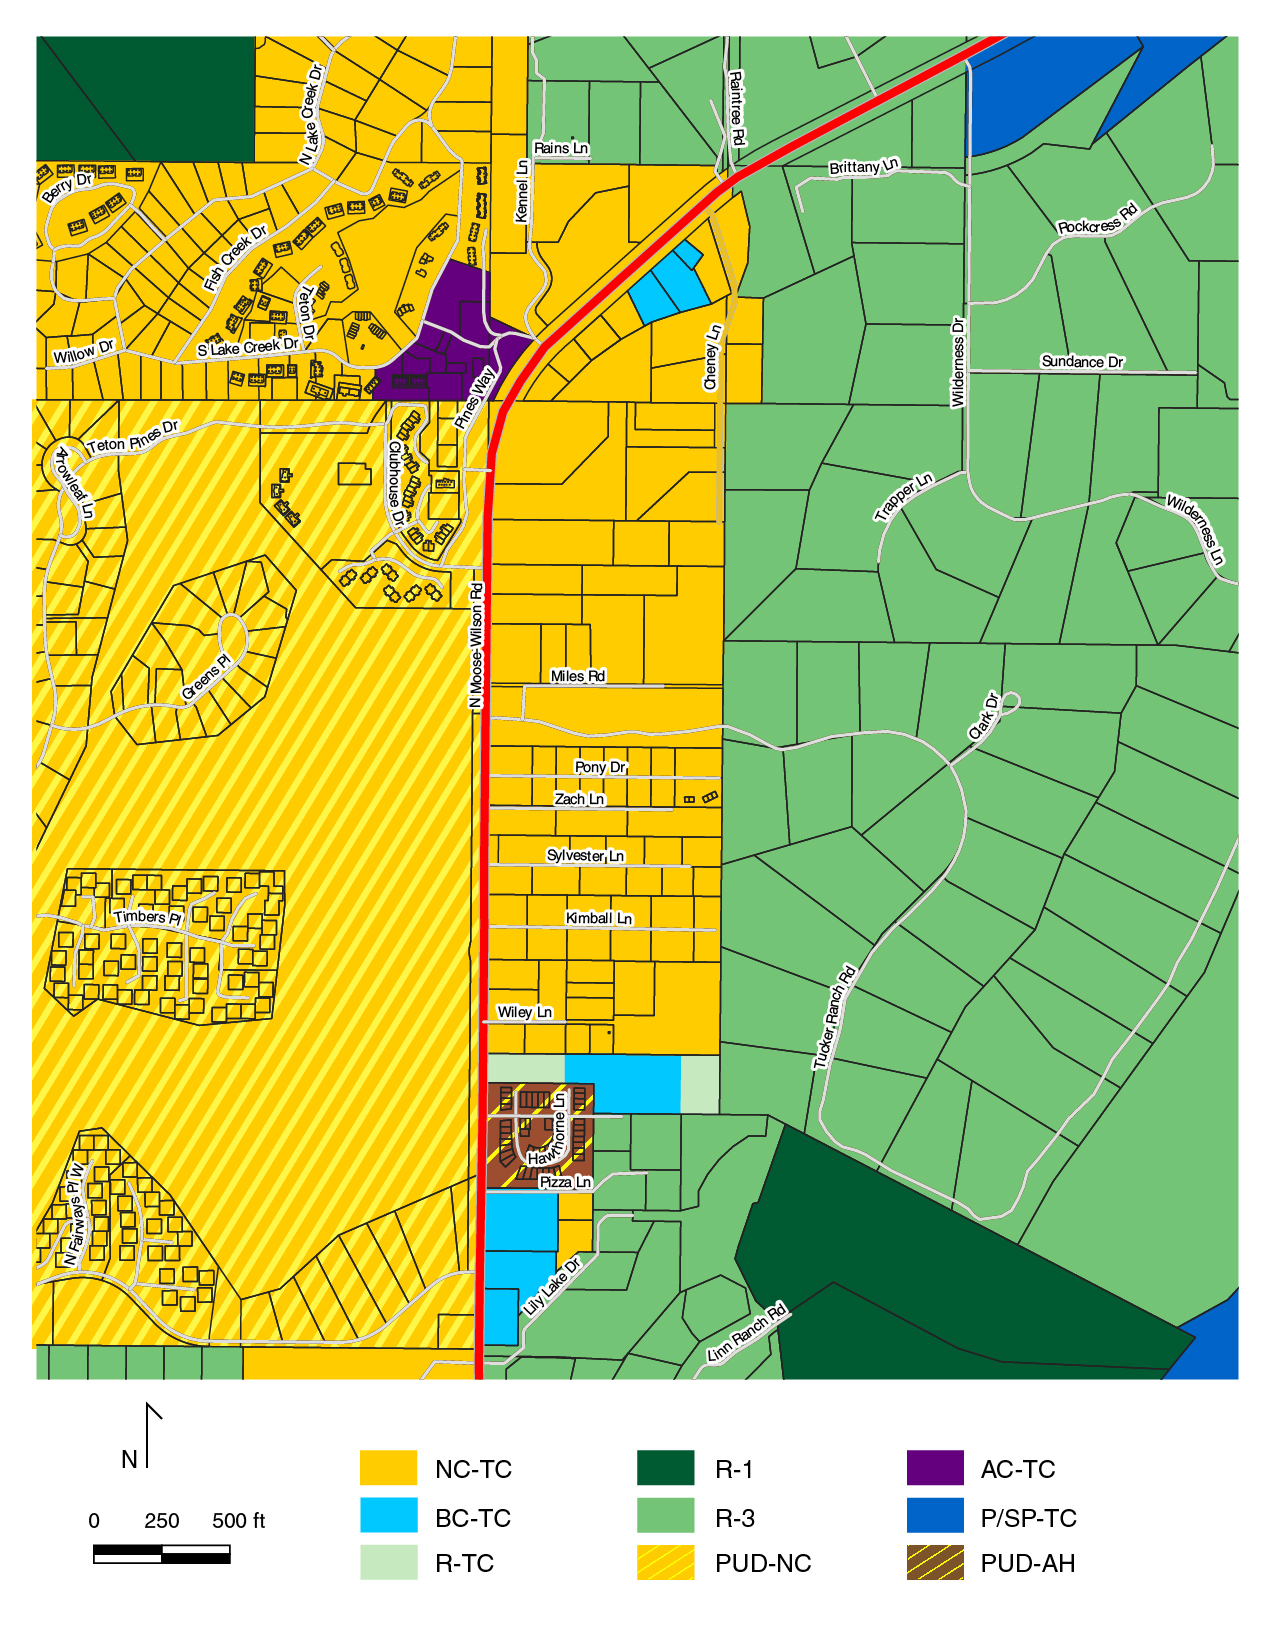 N Lake Creek Dr
Raintree Rd
Rains Ln
Brittany Ln
Berry Dr
Kennel Ln
Rockcress Rd
Fish Creek Dr
Teton Dr
Willow Dr
S Lake Creek Dr
Cheney Ln
Wilderness Dr
Sundance Dr
Pines Way
Teton Pines Dr
Arrowleaf Ln
Clubhouse Dr
Trapper Ln
Wilderness Ln
N Moose-Wilson Rd
Greens Pl
Miles Rd
Clark Dr
Pony Dr
Zach Ln
Sylvester Ln
Timbers Pl
Kimball Ln
Wiley Ln
Tucker Ranch Rd
Hawthorne Ln
Pizza Ln
N Fairways Pl W
Lily Lake Dr
Linn Ranch Rd
N
0 250 500 ft
NC-TC R-1 AC-TC
BC-TC R-3 P/SP-TC
R-TC PUD-NC PUD-AH